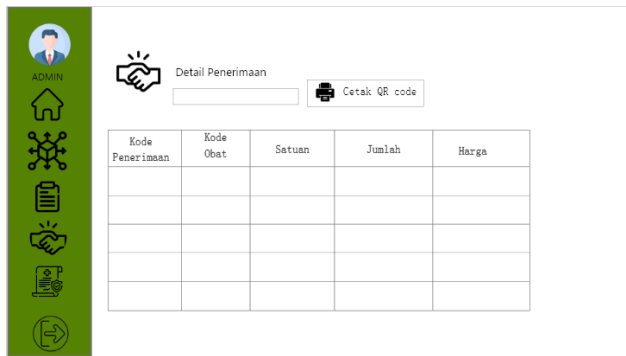 ADMIN
Detail Penerimaan
Cetak QR code
Kode Penerimaan
Kode Obat
Satuan
Jumlah
Harga